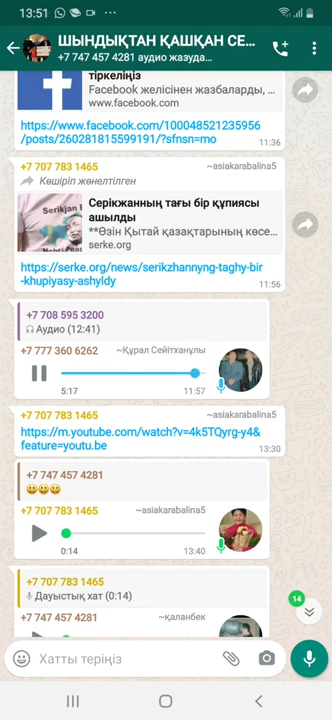 13:51
ШЫНДЫҚТАН ҚАШҚАН СЕ...
+7 747 457 4281 аудио жазуда...
тіркеліңіз
Facebook желісінен жазбаларды, ...
www.facebook.com
https://www.facebook.com/100048521235956
/posts/260281815599191/?sfnsn=mo
11:36
+7 707 783 1465 ~asiakarabalina5
Көшіріп жөнелтілген
Серікжанның тағы бір құпиясы
ашылды
**Өзін Қытай қазақтарының көсе...
serke.org
https://serke.org/news/serikzhannyng-taghy-bir
-khupiyasy-ashyldy
11:56
+7 708 595 3200
Аудио (12:41)
+7 777 360 6262 ~Құрал Сейітханұлы
5:17 11:57
+7 707 783 1465 ~asiakarabalina5
https://m.youtube.com/watch?v=4k5TQyrg-y4&
feature=youtu.be
13:30
+7 747 457 4281
😀😀😀
+7 707 783 1465 ~asiakarabalina5
0:14 13:40
+7 707 783 1465
Дауыстық хат (0:14)
14
+7 747 457 4281 ~қаланбек
Хатты теріңіз